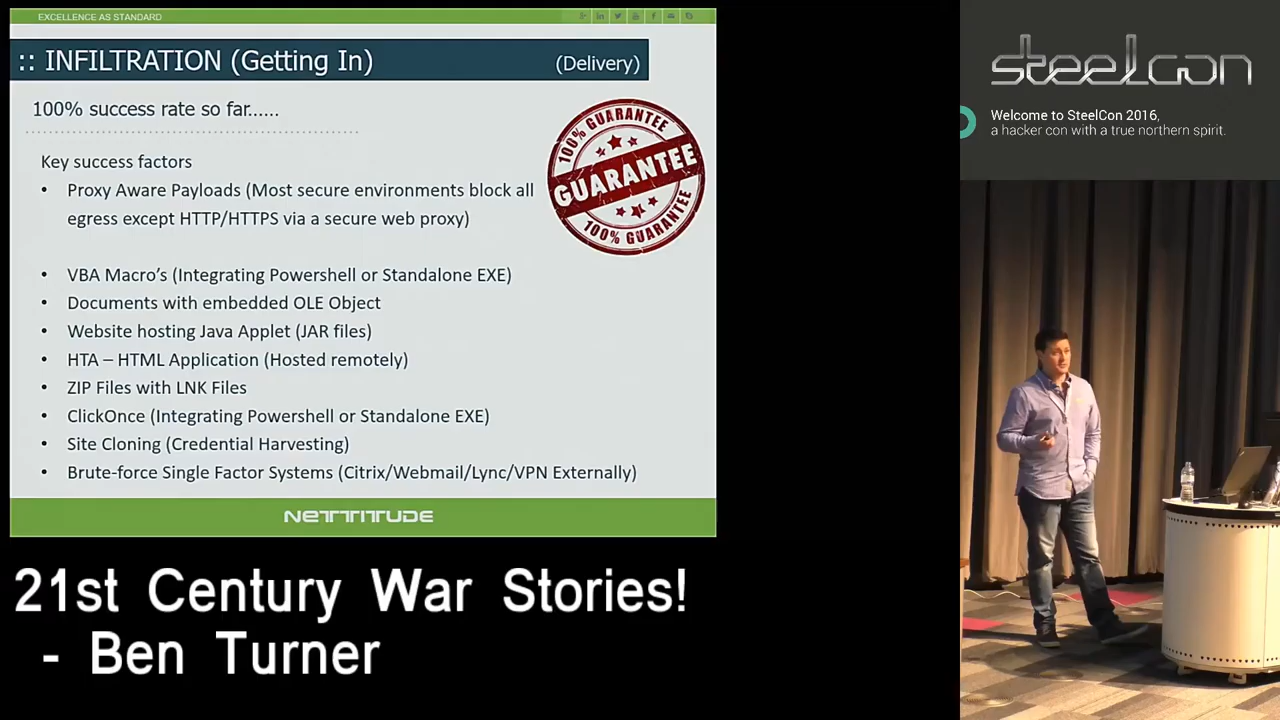 EXCELLENCE AS STANDARD
:: INFILTRATION (Getting In)
(Delivery)
100% success rate so far......
100% GUARANTEE
GUARANTEE
100% GUARANTEE
Key success factors
• Proxy Aware Payloads (Most secure environments block all
egress except HTTP/HTTPS via a secure web proxy)
• VBA Macro's (Integrating Powershell or Standalone EXE)
• Documents with embedded OLE Object
• Website hosting Java Applet (JAR files)
• HTA – HTML Application (Hosted remotely)
• ZIP Files with LNK Files
• ClickOnce (Integrating Powershell or Standalone EXE)
• Site Cloning (Credential Harvesting)
• Brute-force Single Factor Systems (Citrix/Webmail/Lync/VPN Externally)
NETTITUDE
21st Century War Stories!
- Ben Turner
steelcon
Welcome to SteelCon 2016,
a hacker con with a true northern spirit.